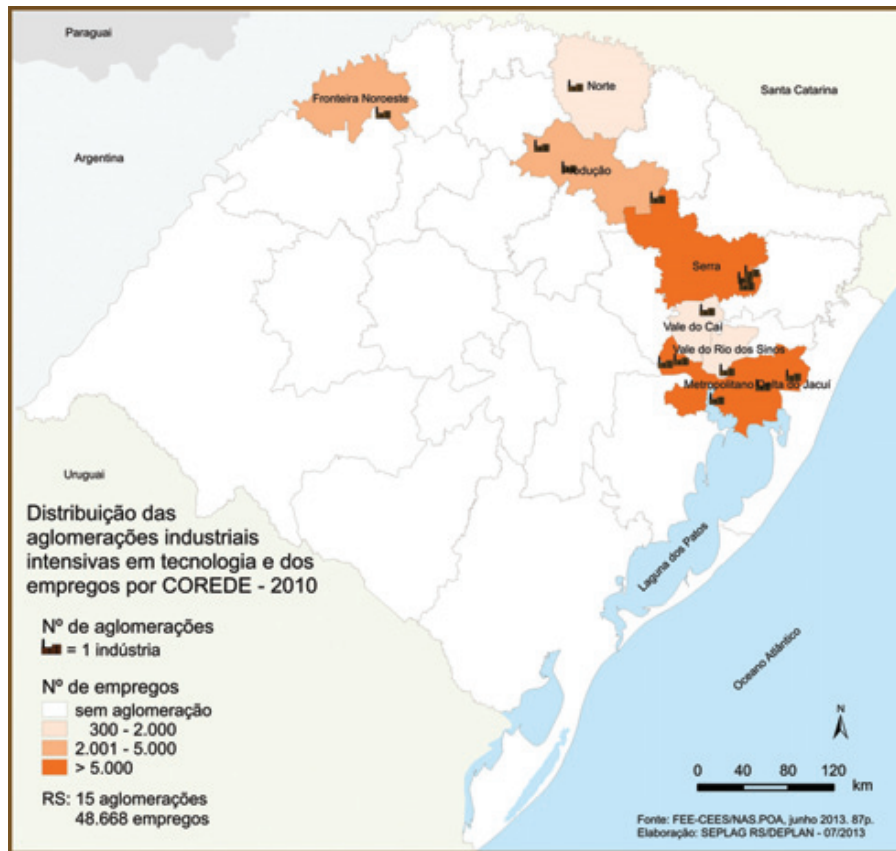 Paraguai
Santa Catarina
Norte
Fronteira Noroeste
Argentina
Produção
Serra
Vale do Caí
Vale do Rio dos Sinos
Metropolitano Delta do Jacuí
Uruguai
Laguna dos Patos
Oceano Atlântico
Distribuição das
aglomerações industriais
intensivas em tecnologia e dos
empregos por COREDE - 2010
Nº de aglomerações
= 1 indústria
Nº de empregos
sem aglomeração
300 - 2.000
2.001 - 5.000
> 5.000
RS: 15 aglomerações
48.668 empregos
N
0 40 80 120
km
Fonte: FEE-CEES/NAS.POA, junho 2013. 87p.
Elaboração: SEPLAG RS/DEPLAN - 07/2013